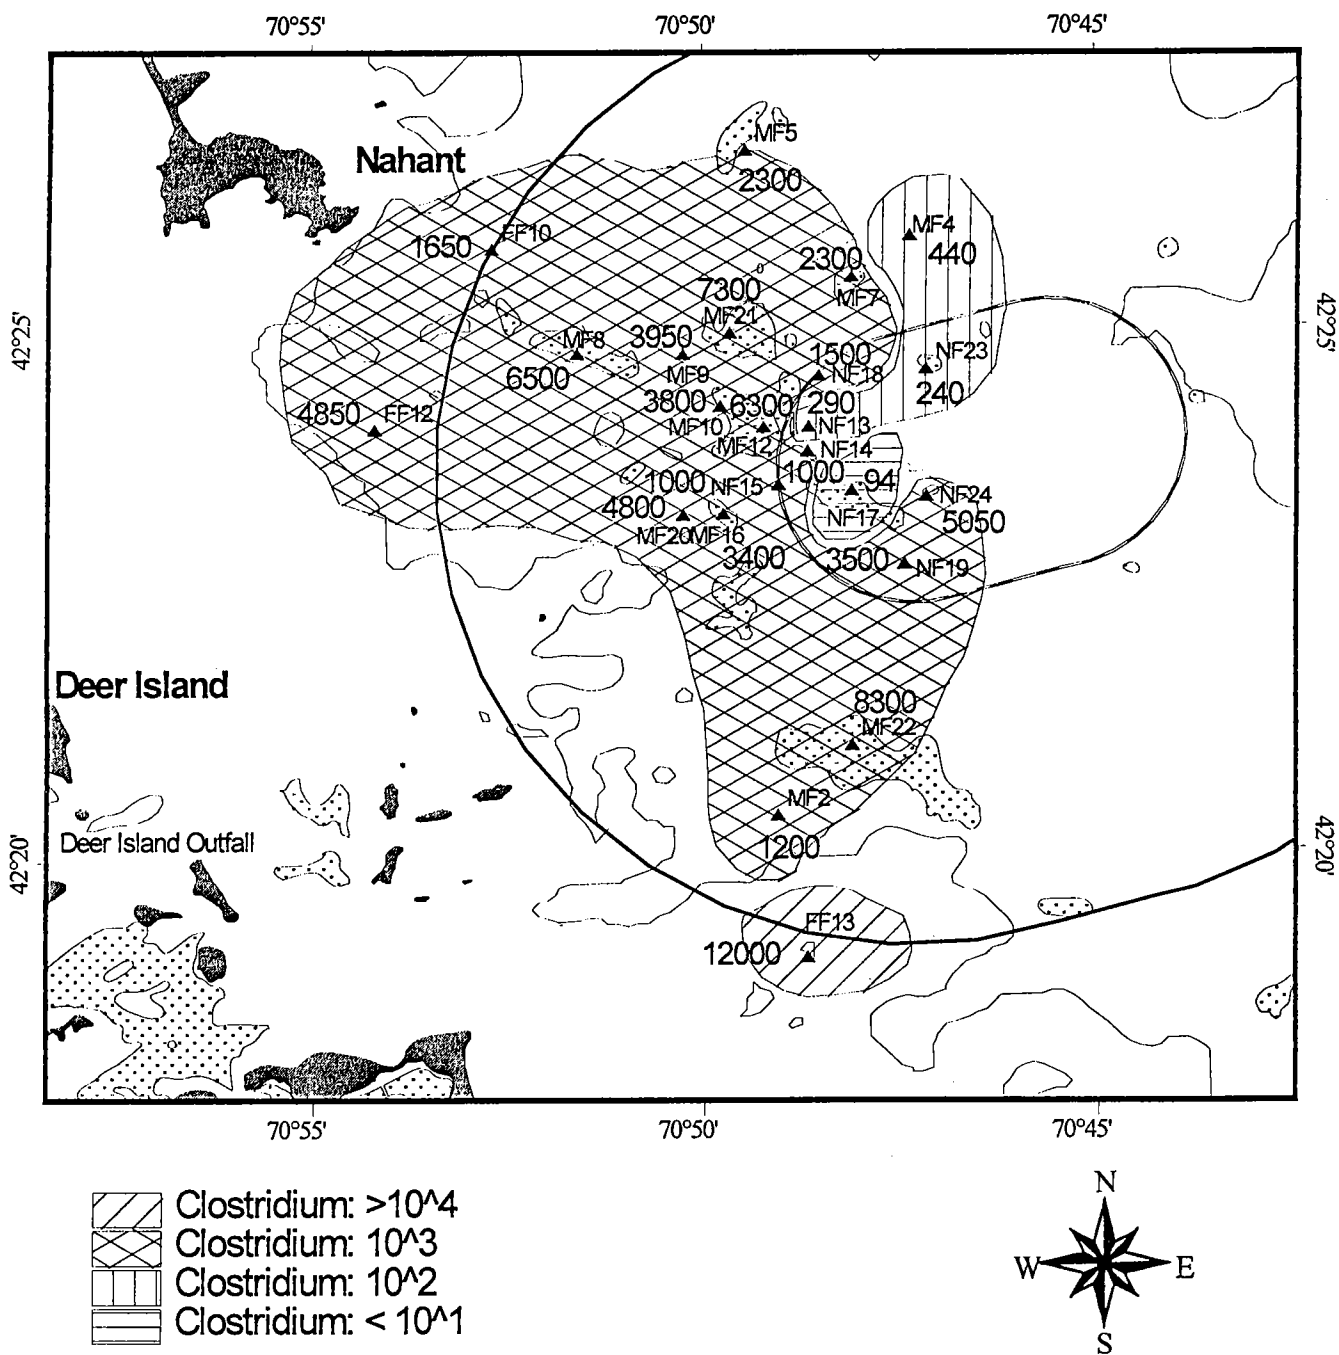 70°55' 70°50' 70°45'
MF5
Nahant
2300
MF4
FF10
1650
440
2300
7300
MF7
MF21
42°25'
42°25'
MF8
3950
1500
NF23
MF9
NF18
6500
240
3800
6300
290
4850
FF12
MF10
NF13
MF12
NF14
1000
1000
NF15
94
NF24
4800
NF17
5050
MF20
MF16
3400
3500
NF19
Deer Island
8300
MF22
MF2
Deer Island Outfall
1200
42°20'
42°20'
FF13
12000
70°55' 70°50' 70°45'
Clostridium: >10^4
Clostridium: 10^3
Clostridium: 10^2
Clostridium: < 10^1
N
W E
S